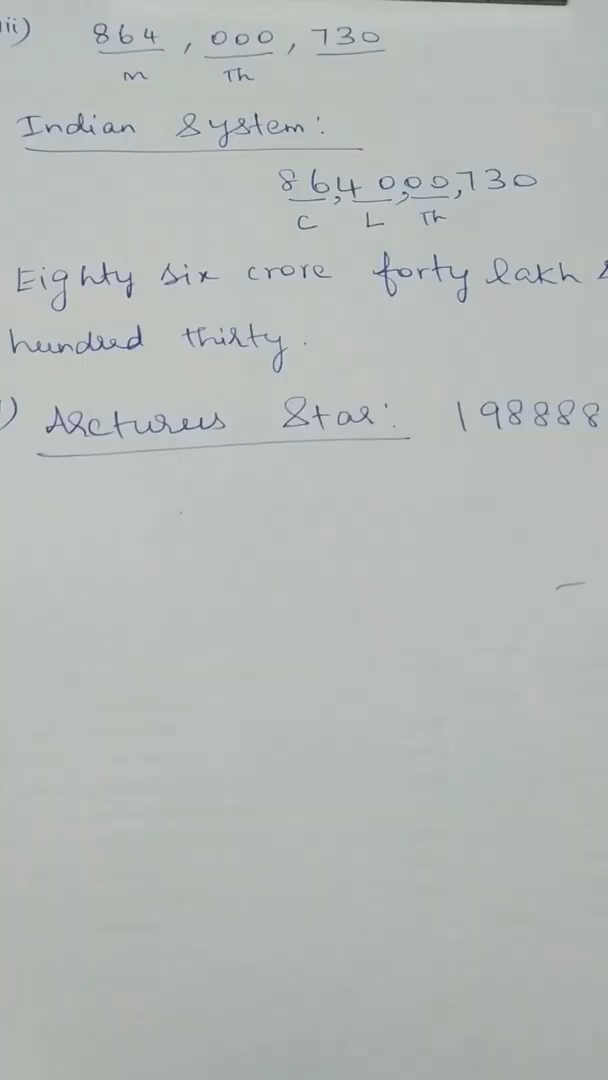 iii) 864, 000, 730
M Th
Indian System:
86,40,00,730
C L Th
Eighty six crore forty lakh
hundred thirty.
) Arcturus Star: 198888